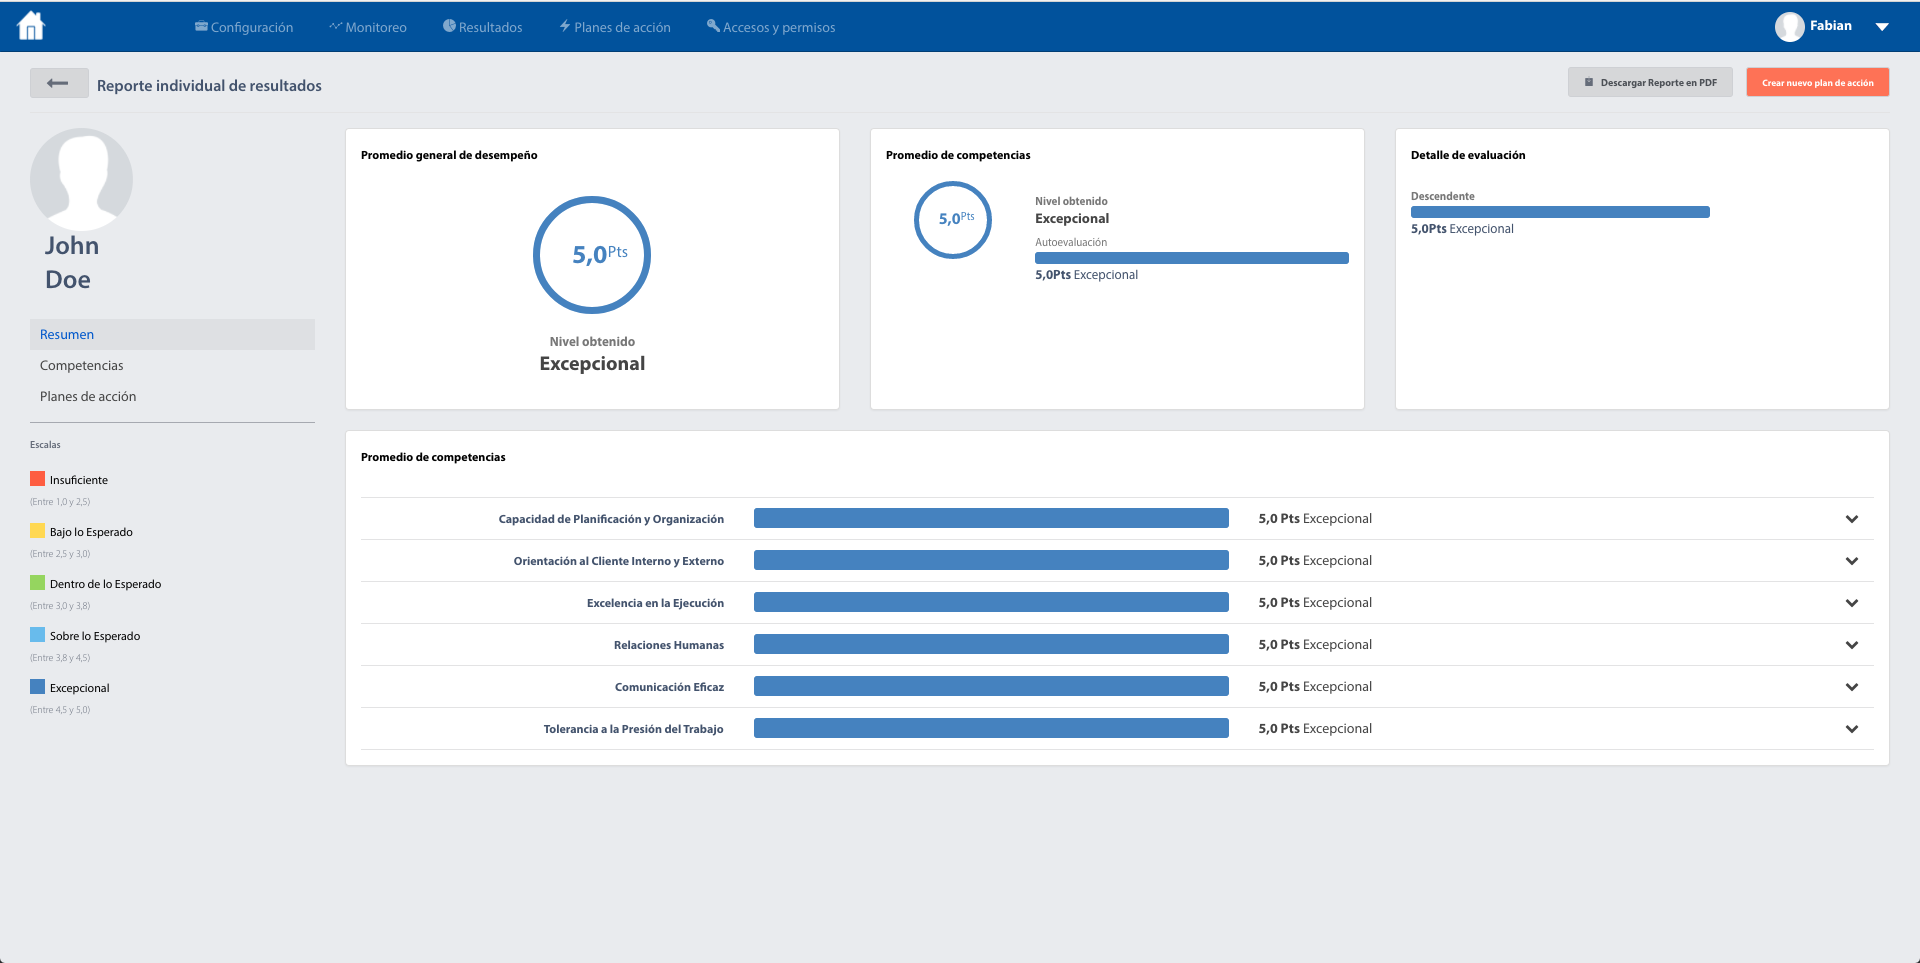 Configuración
Monitoreo
Resultados
Planes de acción
Accesos y permisos
Fabian
Reporte individual de resultados
Descargar Reporte en PDF
Crear nuevo plan de acción
John
Doe
Resumen
Competencias
Planes de acción
Escalas
Insuficiente
(Entre 1,0 y 2,5)
Bajo lo Esperado
(Entre 2,5 y 3,0)
Dentro de lo Esperado
(Entre 3,0 y 3,8)
Sobre lo Esperado
(Entre 3,8 y 4,5)
Excepcional
(Entre 4,5 y 5,0)
Promedio general de desempeño
5,0Pts
Nivel obtenido
Excepcional
Promedio de competencias
5,0Pts
Nivel obtenido
Excepcional
Autoevaluación
5,0Pts Excepcional
Detalle de evaluación
Descendente
5,0Pts Excepcional
Promedio de competencias
Capacidad de Planificación y Organización 5,0 Pts Excepcional
Orientación al Cliente Interno y Externo 5,0 Pts Excepcional
Excelencia en la Ejecución 5,0 Pts Excepcional
Relaciones Humanas 5,0 Pts Excepcional
Comunicación Eficaz 5,0 Pts Excepcional
Tolerancia a la Presión del Trabajo 5,0 Pts Excepcional